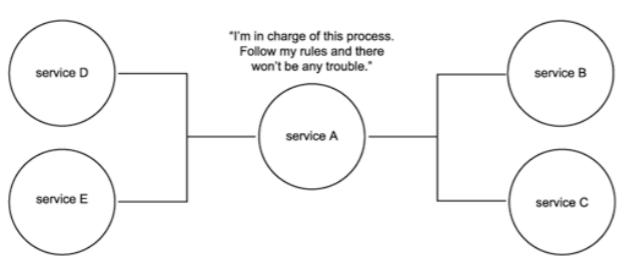 "I'm in charge of this process.
Follow my rules and there
won't be any trouble."
service D
service B
service A
service E
service C